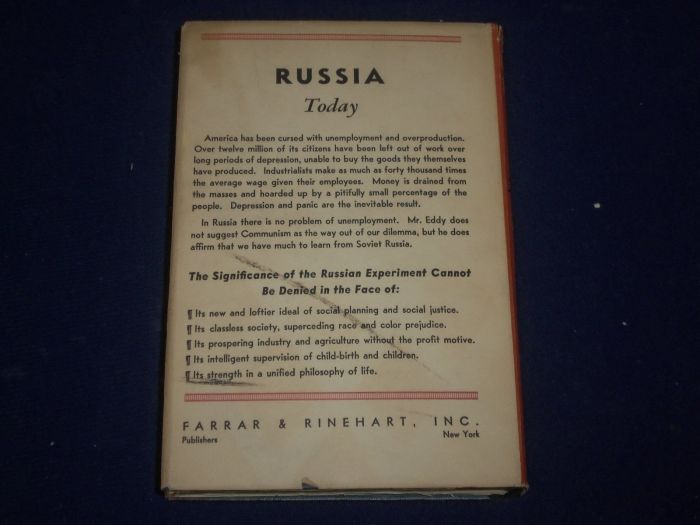 RUSSIA
Today
America has been cursed with unemployment and overproduction.
Over twelve million of its citizens have been left out of work over
long periods of depression, unable to buy the goods they themselves
have produced. Industrialists make as much as forty thousand times
the average wage given their employees. Money is drained from
the masses and hoarded up by a pitifully small percentage of the
people. Depression and panic are the inevitable result.
In Russia there is no problem of unemployment. Mr. Eddy does
not suggest Communism as the way out of our dilemma, but he does
affirm that we have much to learn from Soviet Russia.
The Significance of the Russian Experiment Cannot
Be Denied in the Face of:
¶ Its new and loftier ideal of social planning and social justice.
¶ Its classless society, superceding race and color prejudice.
¶ Its prospering industry and agriculture without the profit motive.
¶ Its intelligent supervision of child-birth and children.
¶ Its strength in a unified philosophy of life.
FARRAR & RINEHART, INC.
Publishers New York